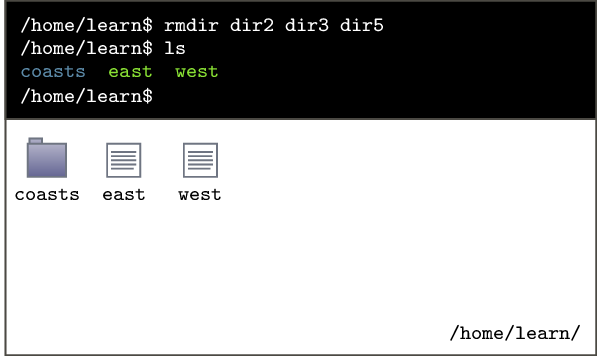 /home/learn$ rmdir dir2 dir3 dir5
/home/learn$ ls
coasts east west
/home/learn$
coasts east west
/home/learn/